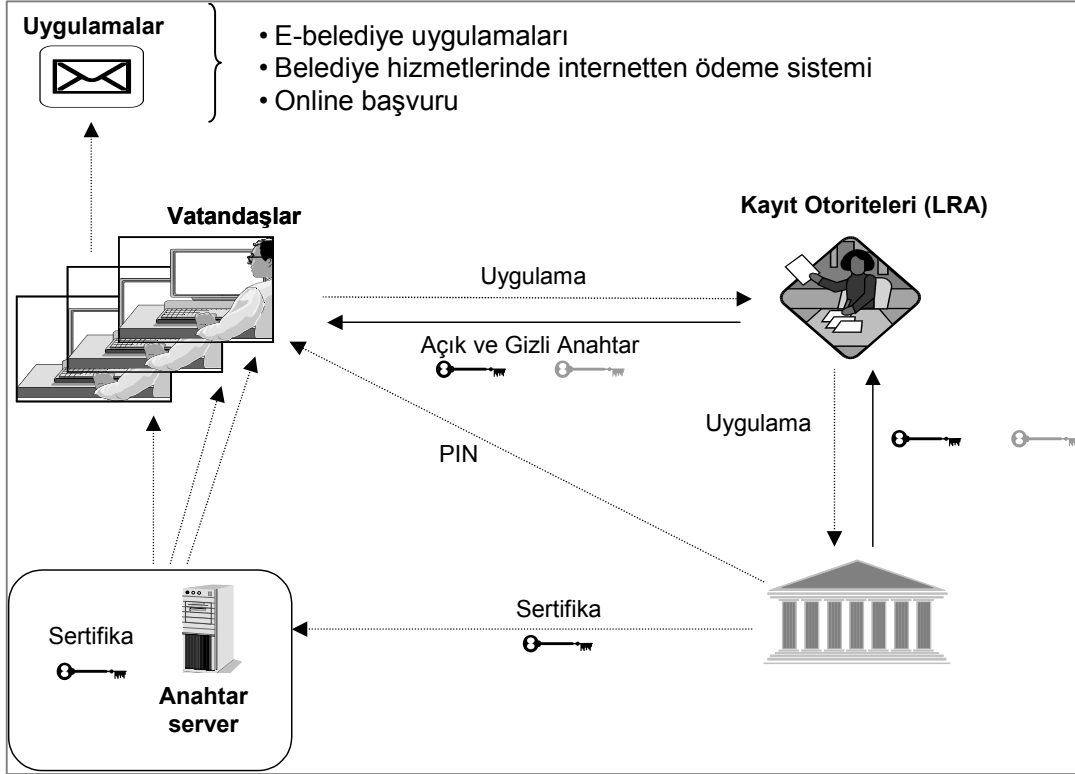 Uygulamalar
• E-belediye uygulamaları
• Belediye hizmetlerinde internetten ödeme sistemi
• Online başvuru
Vatandaşlar
Kayıt Otoriteleri (LRA)
Uygulama
Açık ve Gizli Anahtar
Uygulama
PIN
Sertifika
Sertifika
Anahtar
server